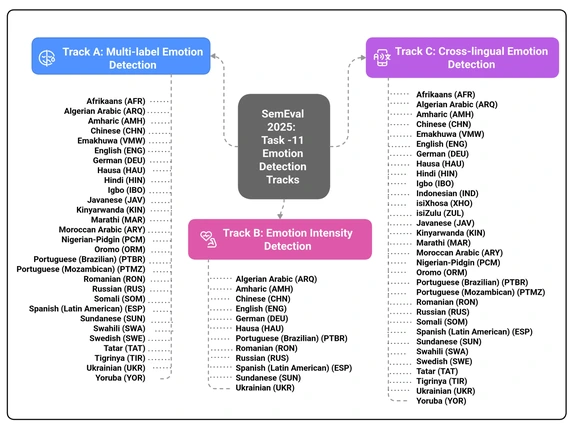 Track A: Multi-label Emotion
Detection
Afrikaans (AFR)
Algerian Arabic (ARQ)
Amharic (AMH)
Chinese (CHN)
Emakhuwa (VMW)
English (ENG)
German (DEU)
Hausa (HAU)
Hindi (HIN)
Igbo (IBO)
Javanese (JAV)
Kinyarwanda (KIN)
Marathi (MAR)
Moroccan Arabic (ARY)
Nigerian-Pidgin (PCM)
Oromo (ORM)
Portuguese (Brazilian) (PTBR)
Portuguese (Mozambican) (PTMZ)
Romanian (RON)
Russian (RUS)
Somali (SOM)
Spanish (Latin American) (ESP)
Sundanese (SUN)
Swahili (SWA)
Swedish (SWE)
Tatar (TAT)
Tigrinya (TIR)
Ukrainian (UKR)
Yoruba (YOR)
SemEval
2025:
Task -11
Emotion
Detection
Tracks
Track B: Emotion Intensity
Detection
Algerian Arabic (ARQ)
Amharic (AMH)
Chinese (CHN)
English (ENG)
German (DEU)
Hausa (HAU)
Portuguese (Brazilian) (PTBR)
Romanian (RON)
Russian (RUS)
Spanish (Latin American) (ESP)
Sundanese (SUN)
Ukrainian (UKR)
Track C: Cross-lingual Emotion
Detection
Afrikaans (AFR)
Algerian Arabic (ARQ)
Amharic (AMH)
Chinese (CHN)
Emakhuwa (VMW)
English (ENG)
German (DEU)
Hausa (HAU)
Hindi (HIN)
Igbo (IBO)
Indonesian (IND)
isiXhosa (XHO)
isiZulu (ZUL)
Javanese (JAV)
Kinyarwanda (KIN)
Marathi (MAR)
Moroccan Arabic (ARY)
Nigerian-Pidgin (PCM)
Oromo (ORM)
Portuguese (Brazilian) (PTBR)
Portuguese (Mozambican) (PTMZ)
Romanian (RON)
Russian (RUS)
Somali (SOM)
Spanish (Latin American) (ESP)
Sundanese (SUN)
Swahili (SWA)
Swedish (SWE)
Tatar (TAT)
Tigrinya (TIR)
Ukrainian (UKR)
Yoruba (YOR)